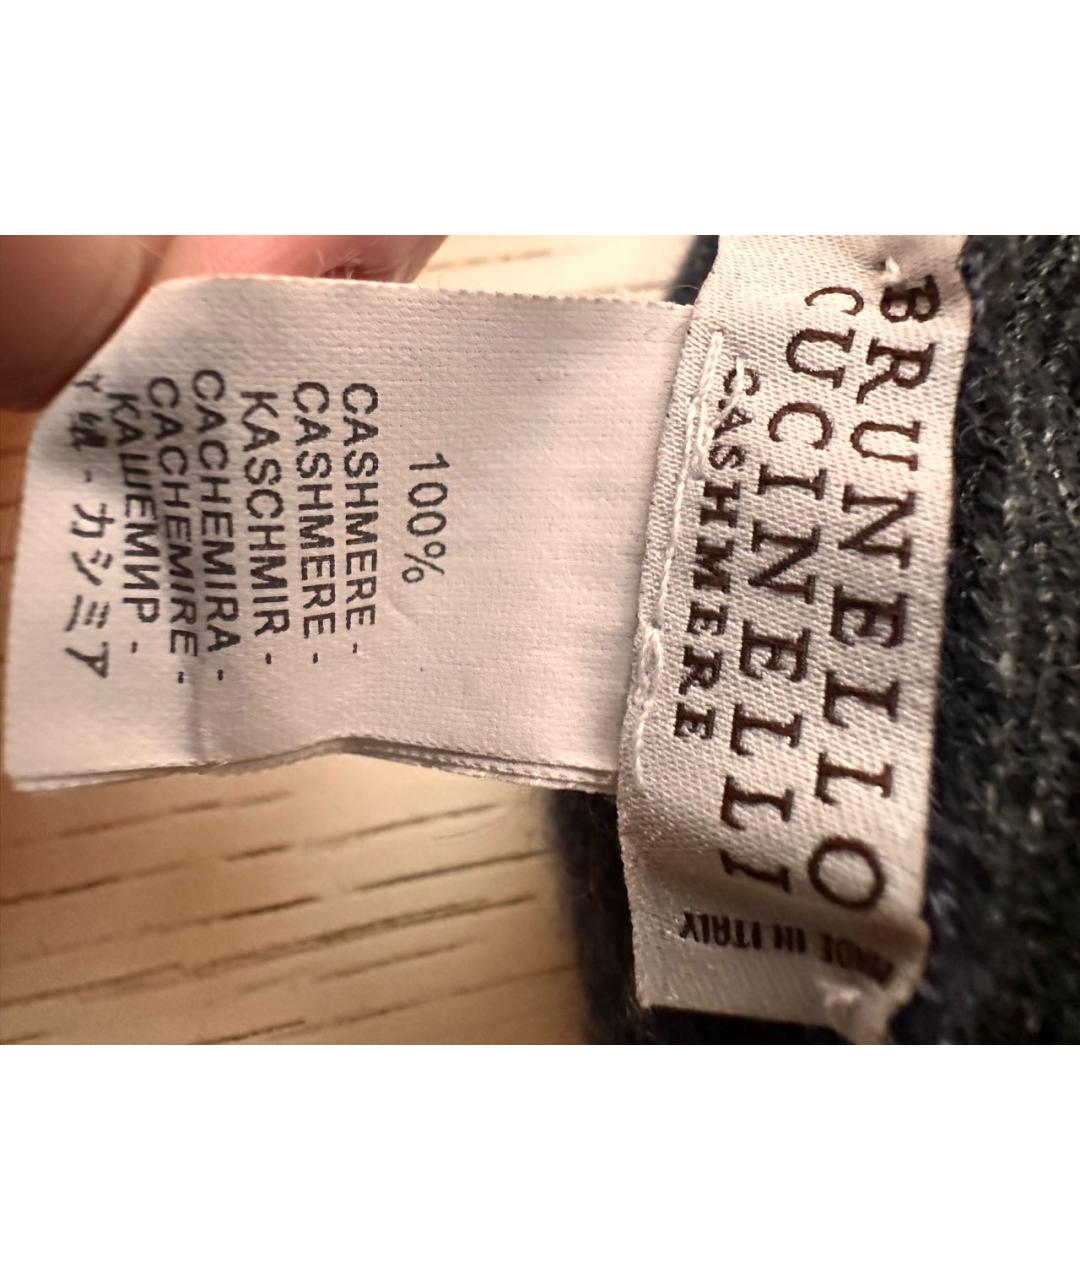 BRUNELLO
CUCINELLI
CASHMERE
MADE IN ITALY
100%
CASHMERE -
CASHMERE -
KASCHMIR -
CACHEMIRA -
CACHEMIRE -
КАШЕМИР -
- カシミア